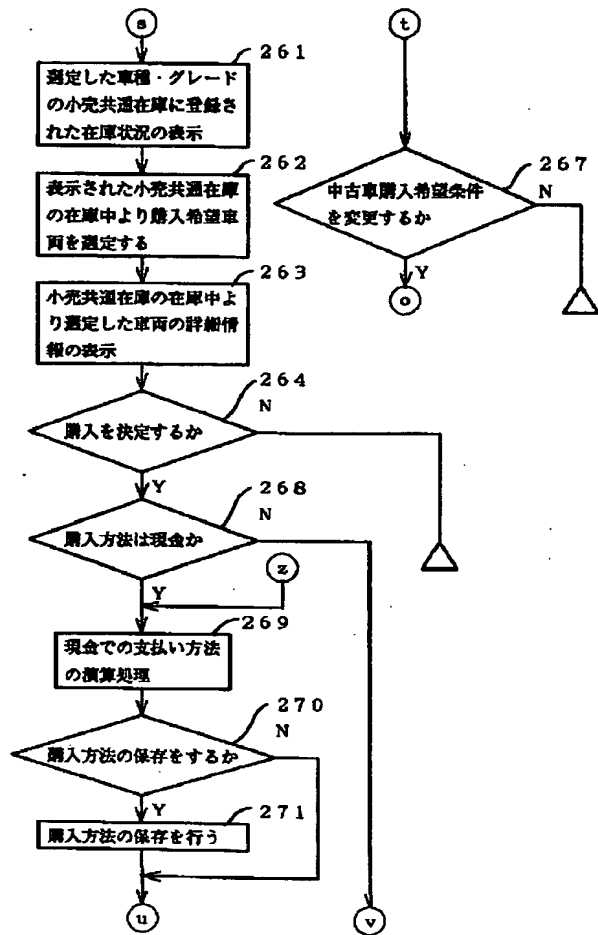 s
261
選定した車種・グレード
の小売共通在庫に登録さ
れた在庫状況の表示
262
表示された小売共通在庫
の在庫中より購入希望車
両を選定する
263
小売共通在庫の在庫中よ
り選定した車両の詳細情
報の表示
264
N
購入を決定するか
Y
268
N
購入方法は現金か
z
Y
269
現金での支払い方法
の演算処理
270
N
購入方法の保存をするか
Y
271
購入方法の保存を行う
u
v
t
267
N
中古車購入希望条件
を変更するか
Y
o